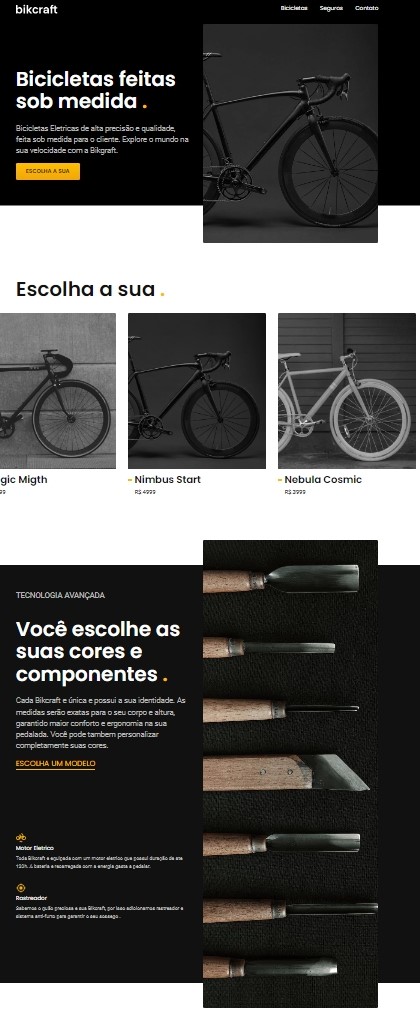 bikcraft
Bicicletas Seguros Contato
Bicicletas feitas
sob medida .
Bicicletas Eletricas de alta precisão e qualidade,
feita sob medida para o cliente. Explore o mundo na
sua velocidade com a Bikgraft.
ESCOLHA A SUA
Escolha a sua .
gic Migth
Nimbus Start
R$ 4999
Nebula Cosmic
R$ 3999
TECNOLOGIA AVANÇADA
Você escolhe as
suas cores e
componentes .
Cada Bikcraft e única e possui a sua identidade. As
medidas serão exatas para o seu corpo e altura,
garantido maior conforto e ergonomia na sua
pedalada. Você pode tambem personalizar
completamente suas cores.
ESCOLHA UM MODELO
Motor Eletrico
Toda Bikcraft e equipada com um motor eletrico que possui duração de ate
120h. A bateria e recarregada com a energia gasta a pedalar.
Rastreador
Sabemos o quão preciosa a sua Bikcraft, por isso adicionamos rastreador e
sistema anti-furto para garantir o seu sossego .